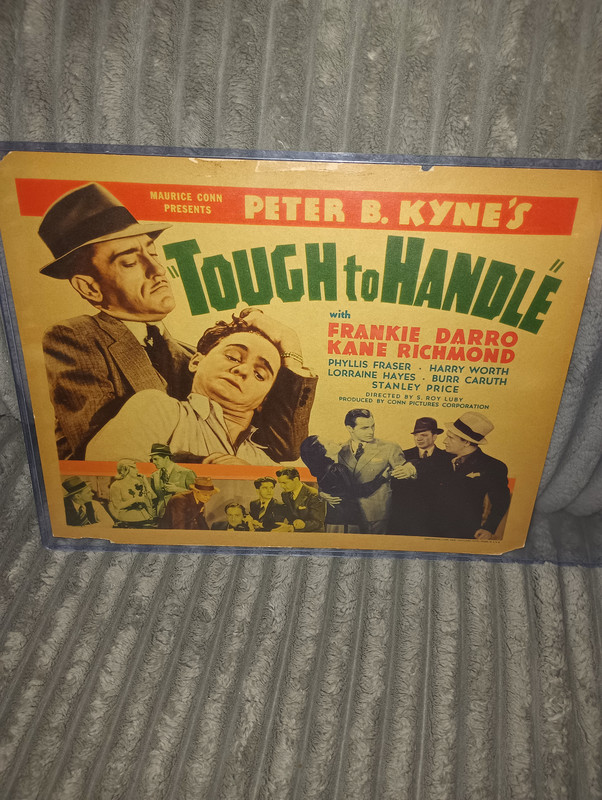 MAURICE CONN
PRESENTS
PETER B. KYNE'S
"TOUGH to HANDLE"
with
FRANKIE DARRO
KANE RICHMOND
PHYLLIS FRASER · HARRY WORTH
LORRAINE HAYES · BURR CARUTH
STANLEY PRICE
DIRECTED BY S. ROY LUBY
PRODUCED BY CONN PICTURES CORPORATION